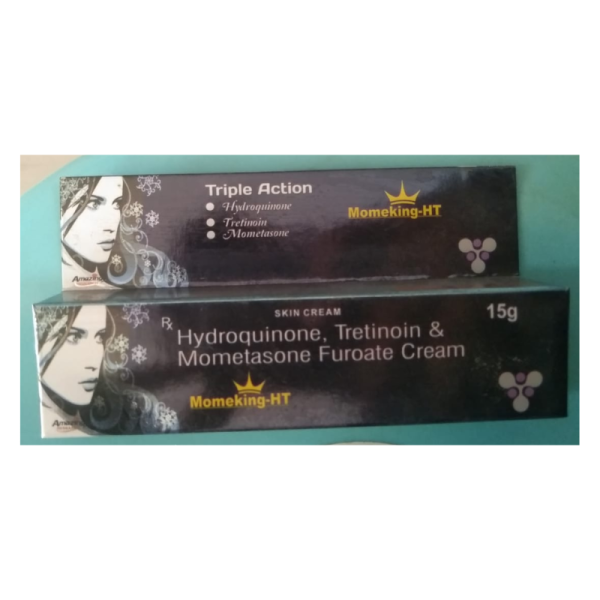 Triple Action
Hydroquinone
Tretinoin
Mometasone
Momeking-HT
SKIN CREAM
15g
Rx
Hydroquinone, Tretinoin &
Mometasone Furoate Cream
Momeking-HT